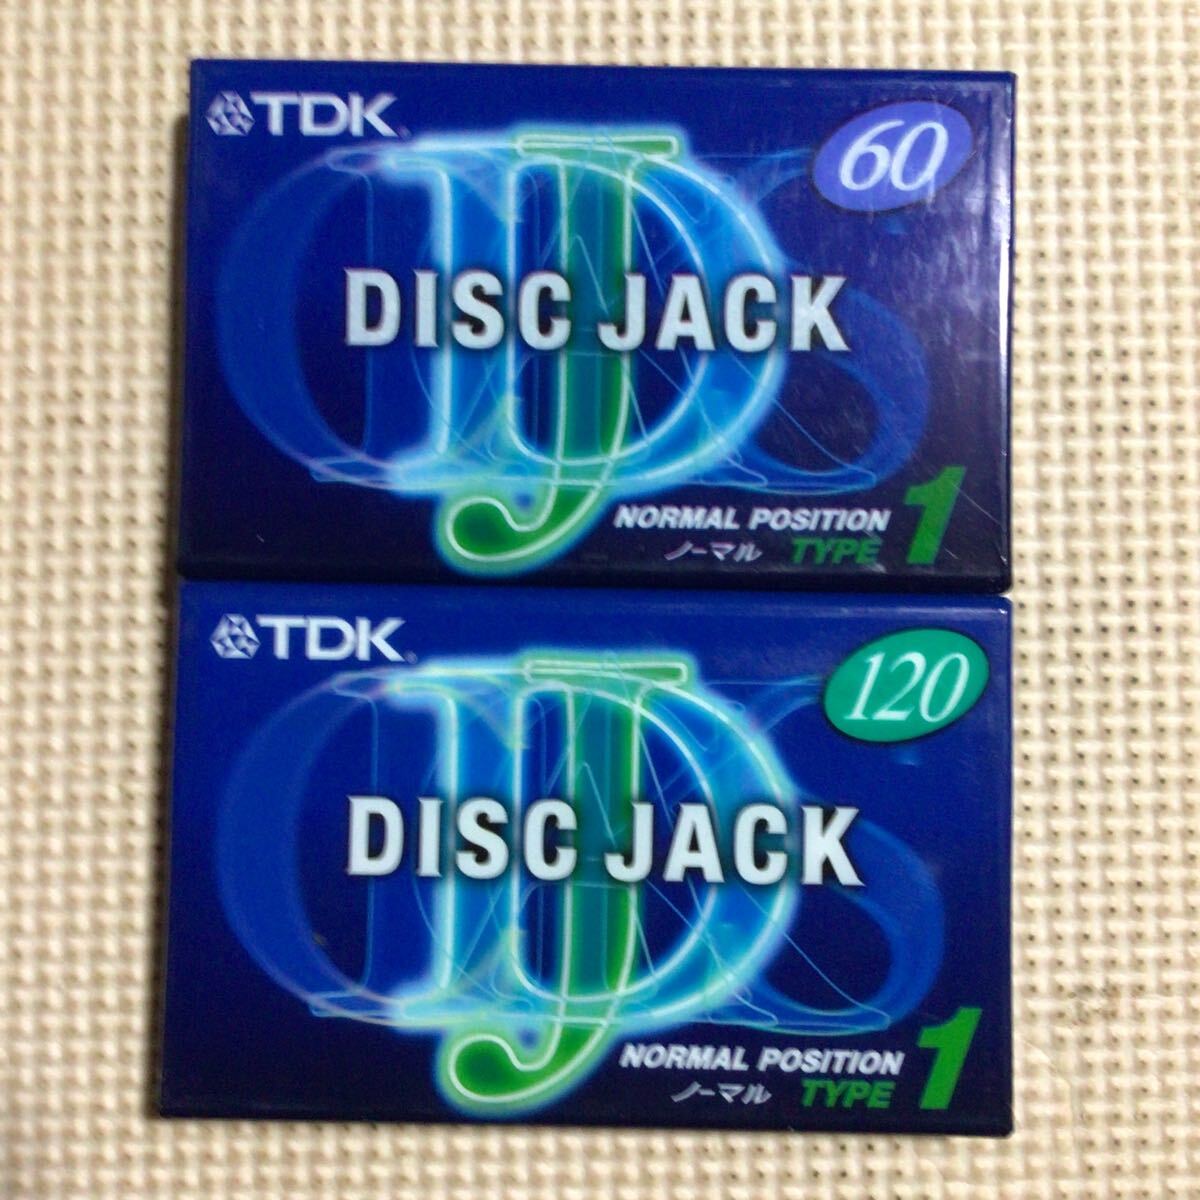 TDK
60
DISC JACK
NORMAL POSITION
ノーマル TYPE 1
TDK
120
DISC JACK
NORMAL POSITION
ノーマル TYPE 1